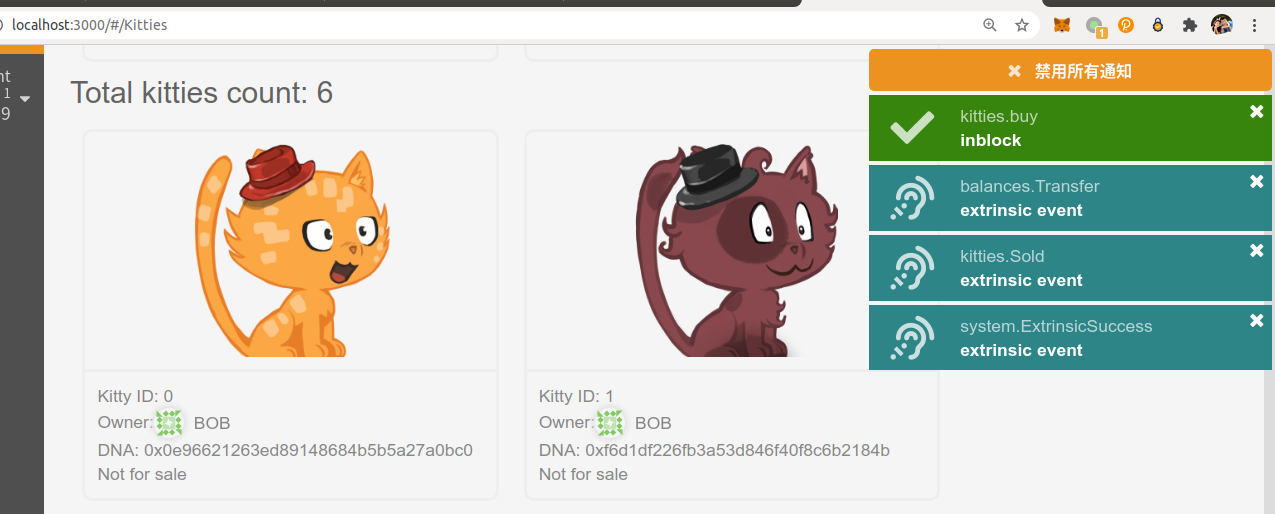 localhost:3000/#/Kitties
1
nt
1
9
Total kitties count: 6
Kitty ID: 0
Owner: BOB
DNA: 0x0e96621263ed89148684b5b5a27a0bc0
Not for sale
Kitty ID: 1
Owner: BOB
DNA: 0xf6d1df226fb3a53d846f40f8c6b2184b
Not for sale
禁用所有通知
kitties.buy
inblock
balances.Transfer
extrinsic event
kitties.Sold
extrinsic event
system.ExtrinsicSuccess
extrinsic event